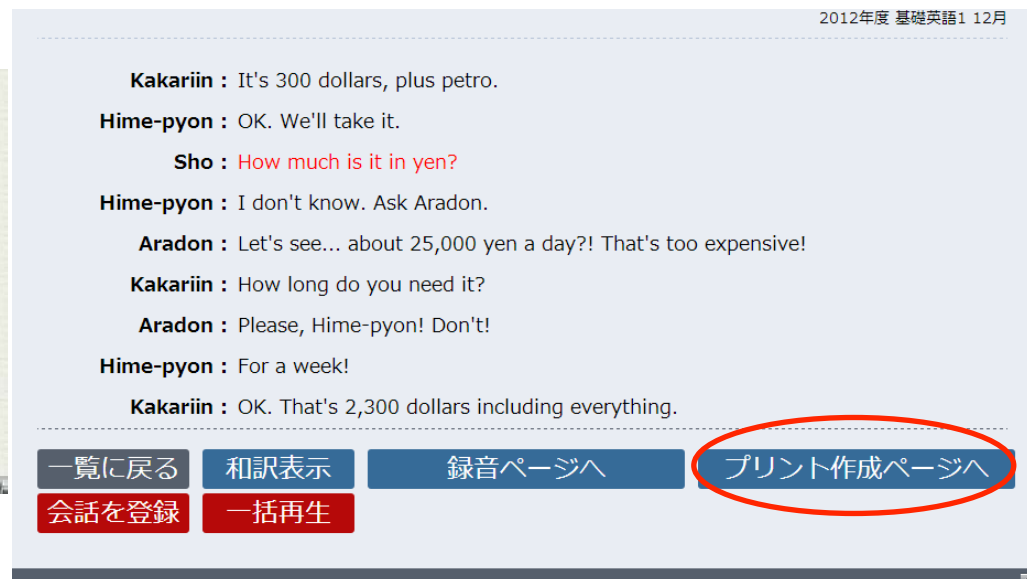 2012年度 基礎英語1 12月
Kakariin : It's 300 dollars, plus petro.
Hime-pyon : OK. We'll take it.
Sho : How much is it in yen?
Hime-pyon : I don't know. Ask Aradon.
Aradon : Let's see... about 25,000 yen a day?! That's too expensive!
Kakariin : How long do you need it?
Aradon : Please, Hime-pyon! Don't!
Hime-pyon : For a week!
Kakariin : OK. That's 2,300 dollars including everything.
一覧に戻る 和訳表示 録音ページへ プリント作成ページへ
会話を登録 一括再生